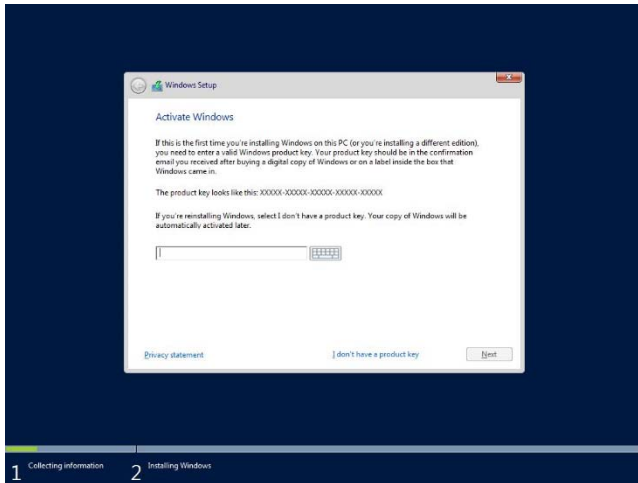 Windows Setup
Activate Windows
If this is the first time you're installing Windows on this PC (or you're installing a different edition),
you need to enter a valid Windows product key. Your product key should be in the confirmation
email you received after buying a digital copy of Windows or on a label inside the box that
Windows came in.
The product key looks like this: XXXXX-XXXXX-XXXXX-XXXXX-XXXXX
If you're reinstalling Windows, select I don't have a product key. Your copy of Windows will be
automatically activated later.
Privacy statement
I don't have a product key
Next
1 Collecting information
2 Installing Windows